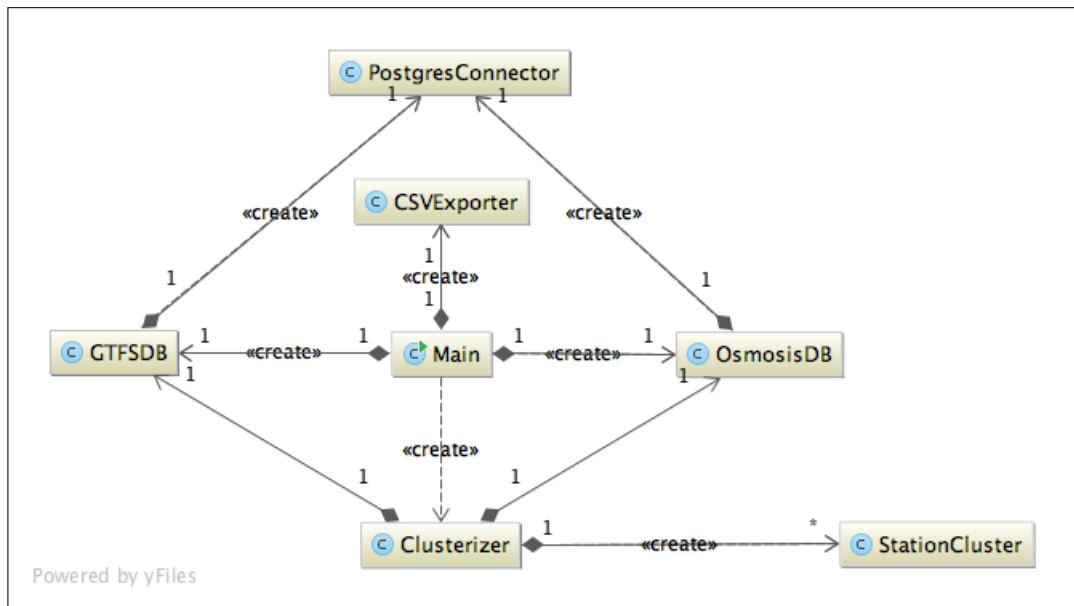 C PostgresConnector
1
1
«create»
«create»
C CSVExporter
1
«create»
1
1
1
C GTFSDB
1
«create»
1
C Main
1
«create»
1
C OsmosisDB
1
1
«create»
1
1
C Clusterizer
1
«create»
*
C StationCluster
Powered by yFiles